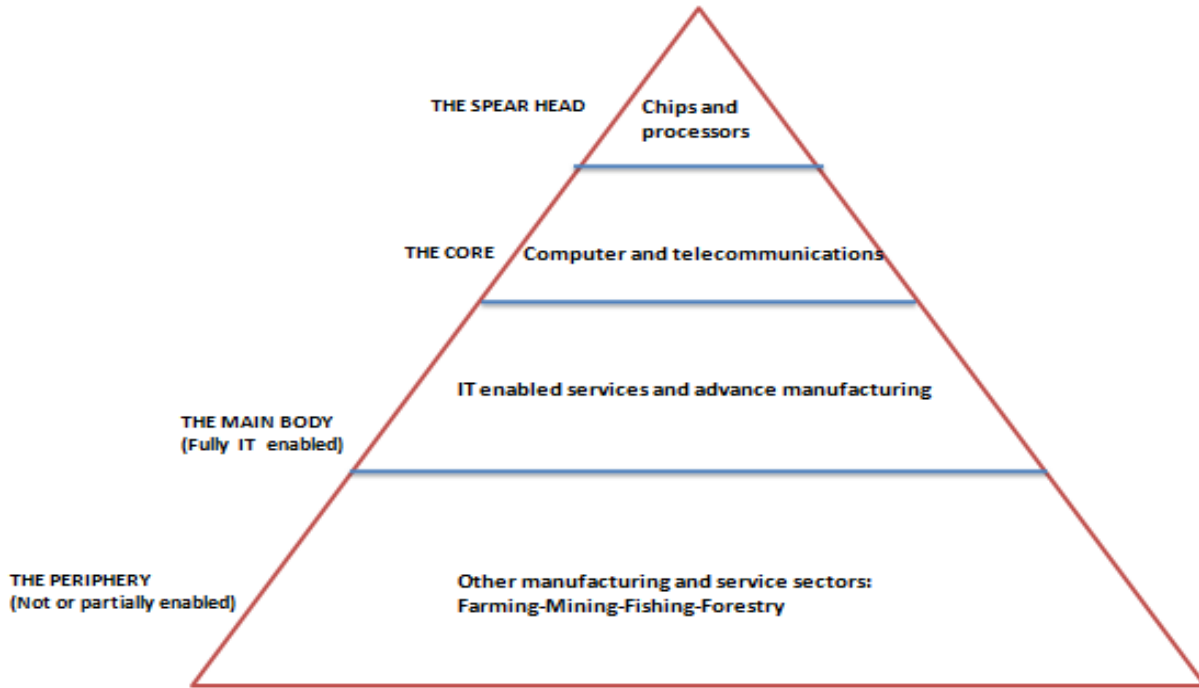 THE SPEAR HEAD
Chips and
processors
THE CORE
Computer and telecommunications
IT enabled services and advance manufacturing
THE MAIN BODY
(Fully IT enabled)
THE PERIPHERY
(Not or partially enabled)
Other manufacturing and service sectors:
Farming-Mining-Fishing-Forestry